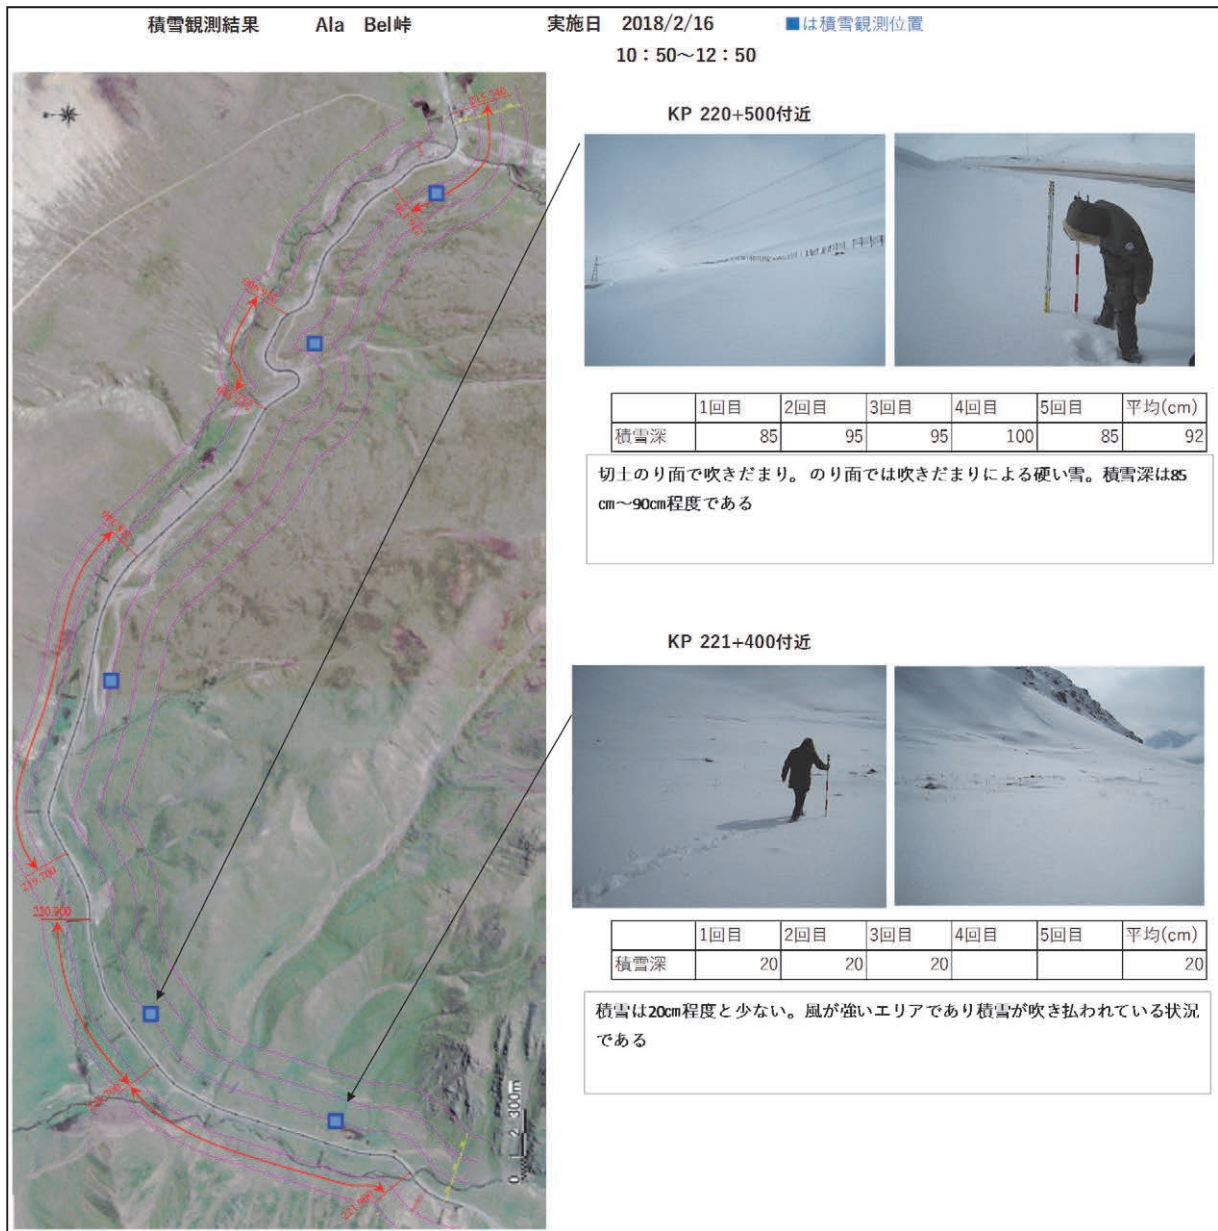 積雪観測結果 Ala Bel峠 実施日 2018/2/16 ■は積雪観測位置
10：50～12：50
KP 220+500付近
1回目 2回目 3回目 4回目 5回目 平均(cm)
積雪深 85 95 95 100 85 92
切土のり面で吹きだまり。のり面では吹きだまりによる硬い雪。積雪深は85
cm～90cm程度である
KP 221+400付近
1回目 2回目 3回目 4回目 5回目 平均(cm)
積雪深 20 20 20 20
積雪は20cm程度と少ない。風が強いエリアであり積雪が吹き払われている状況
である
219.700
220.000
221.900
0 1 2 300m